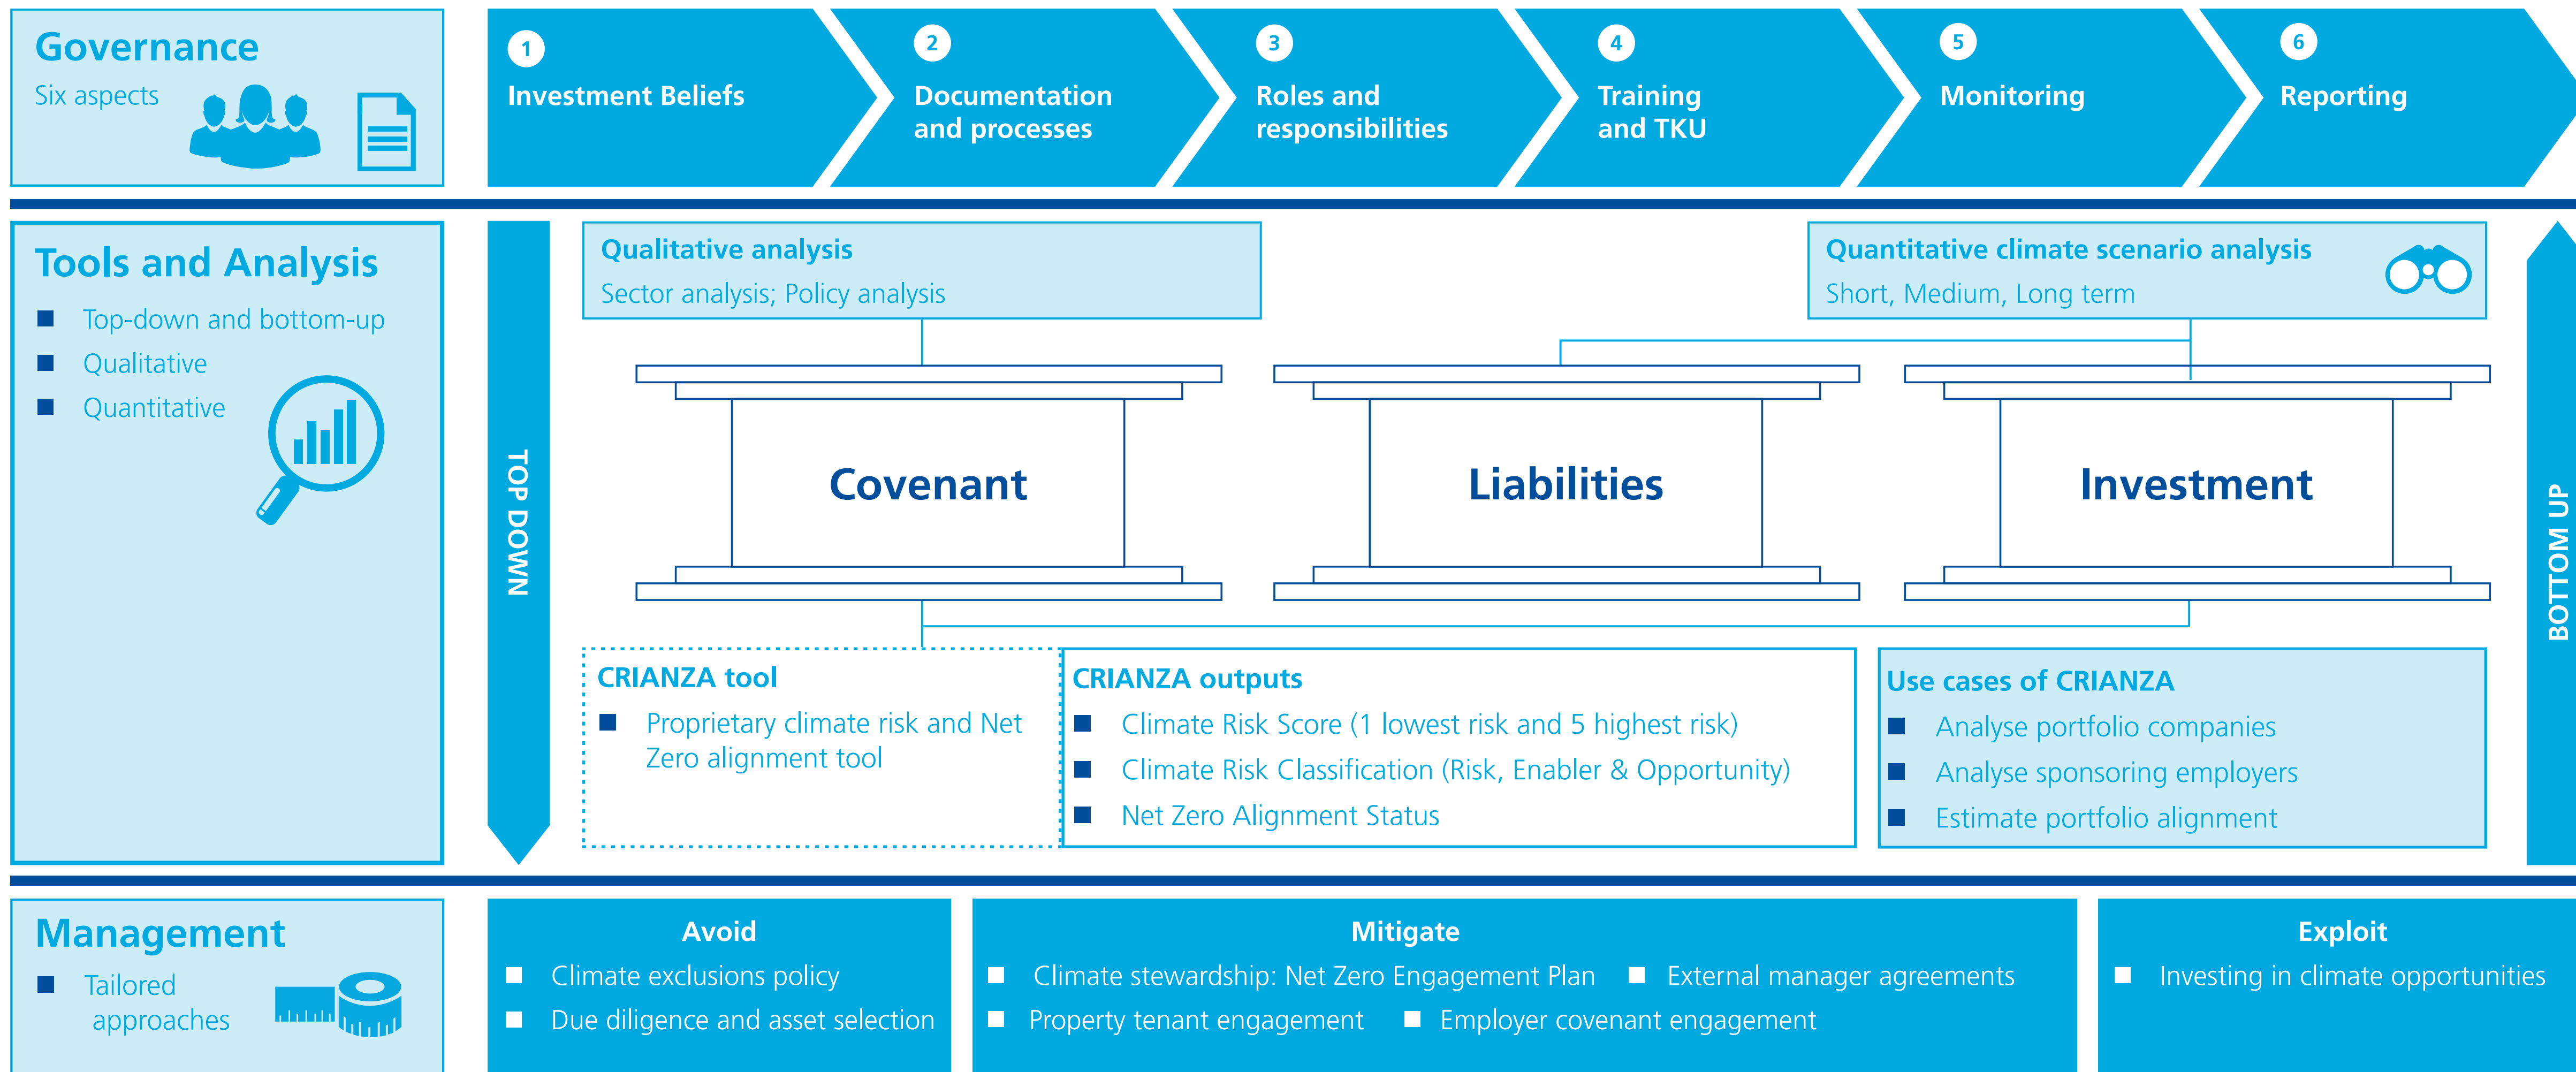 Governance
Six aspects
1
Investment Beliefs
2
Documentation
and processes
3
Roles and
responsibilities
4
Training
and TKU
5
Monitoring
6
Reporting
Tools and Analysis
Top-down and bottom-up
Qualitative
Quantitative
TOP DOWN
Qualitative analysis
Sector analysis; Policy analysis
Quantitative climate scenario analysis
Short, Medium, Long term
Covenant
Liabilities
Investment
BOTTOM UP
CRIANZA tool
Proprietary climate risk and Net
Zero alignment tool
CRIANZA outputs
Climate Risk Score (1 lowest risk and 5 highest risk)
Climate Risk Classification (Risk, Enabler & Opportunity)
Net Zero Alignment Status
Use cases of CRIANZA
Analyse portfolio companies
Analyse sponsoring employers
Estimate portfolio alignment
Management
Tailored
approaches
Avoid
Climate exclusions policy
Due diligence and asset selection
Mitigate
Climate stewardship: Net Zero Engagement Plan
External manager agreements
Property tenant engagement
Employer covenant engagement
Exploit
Investing in climate opportunities